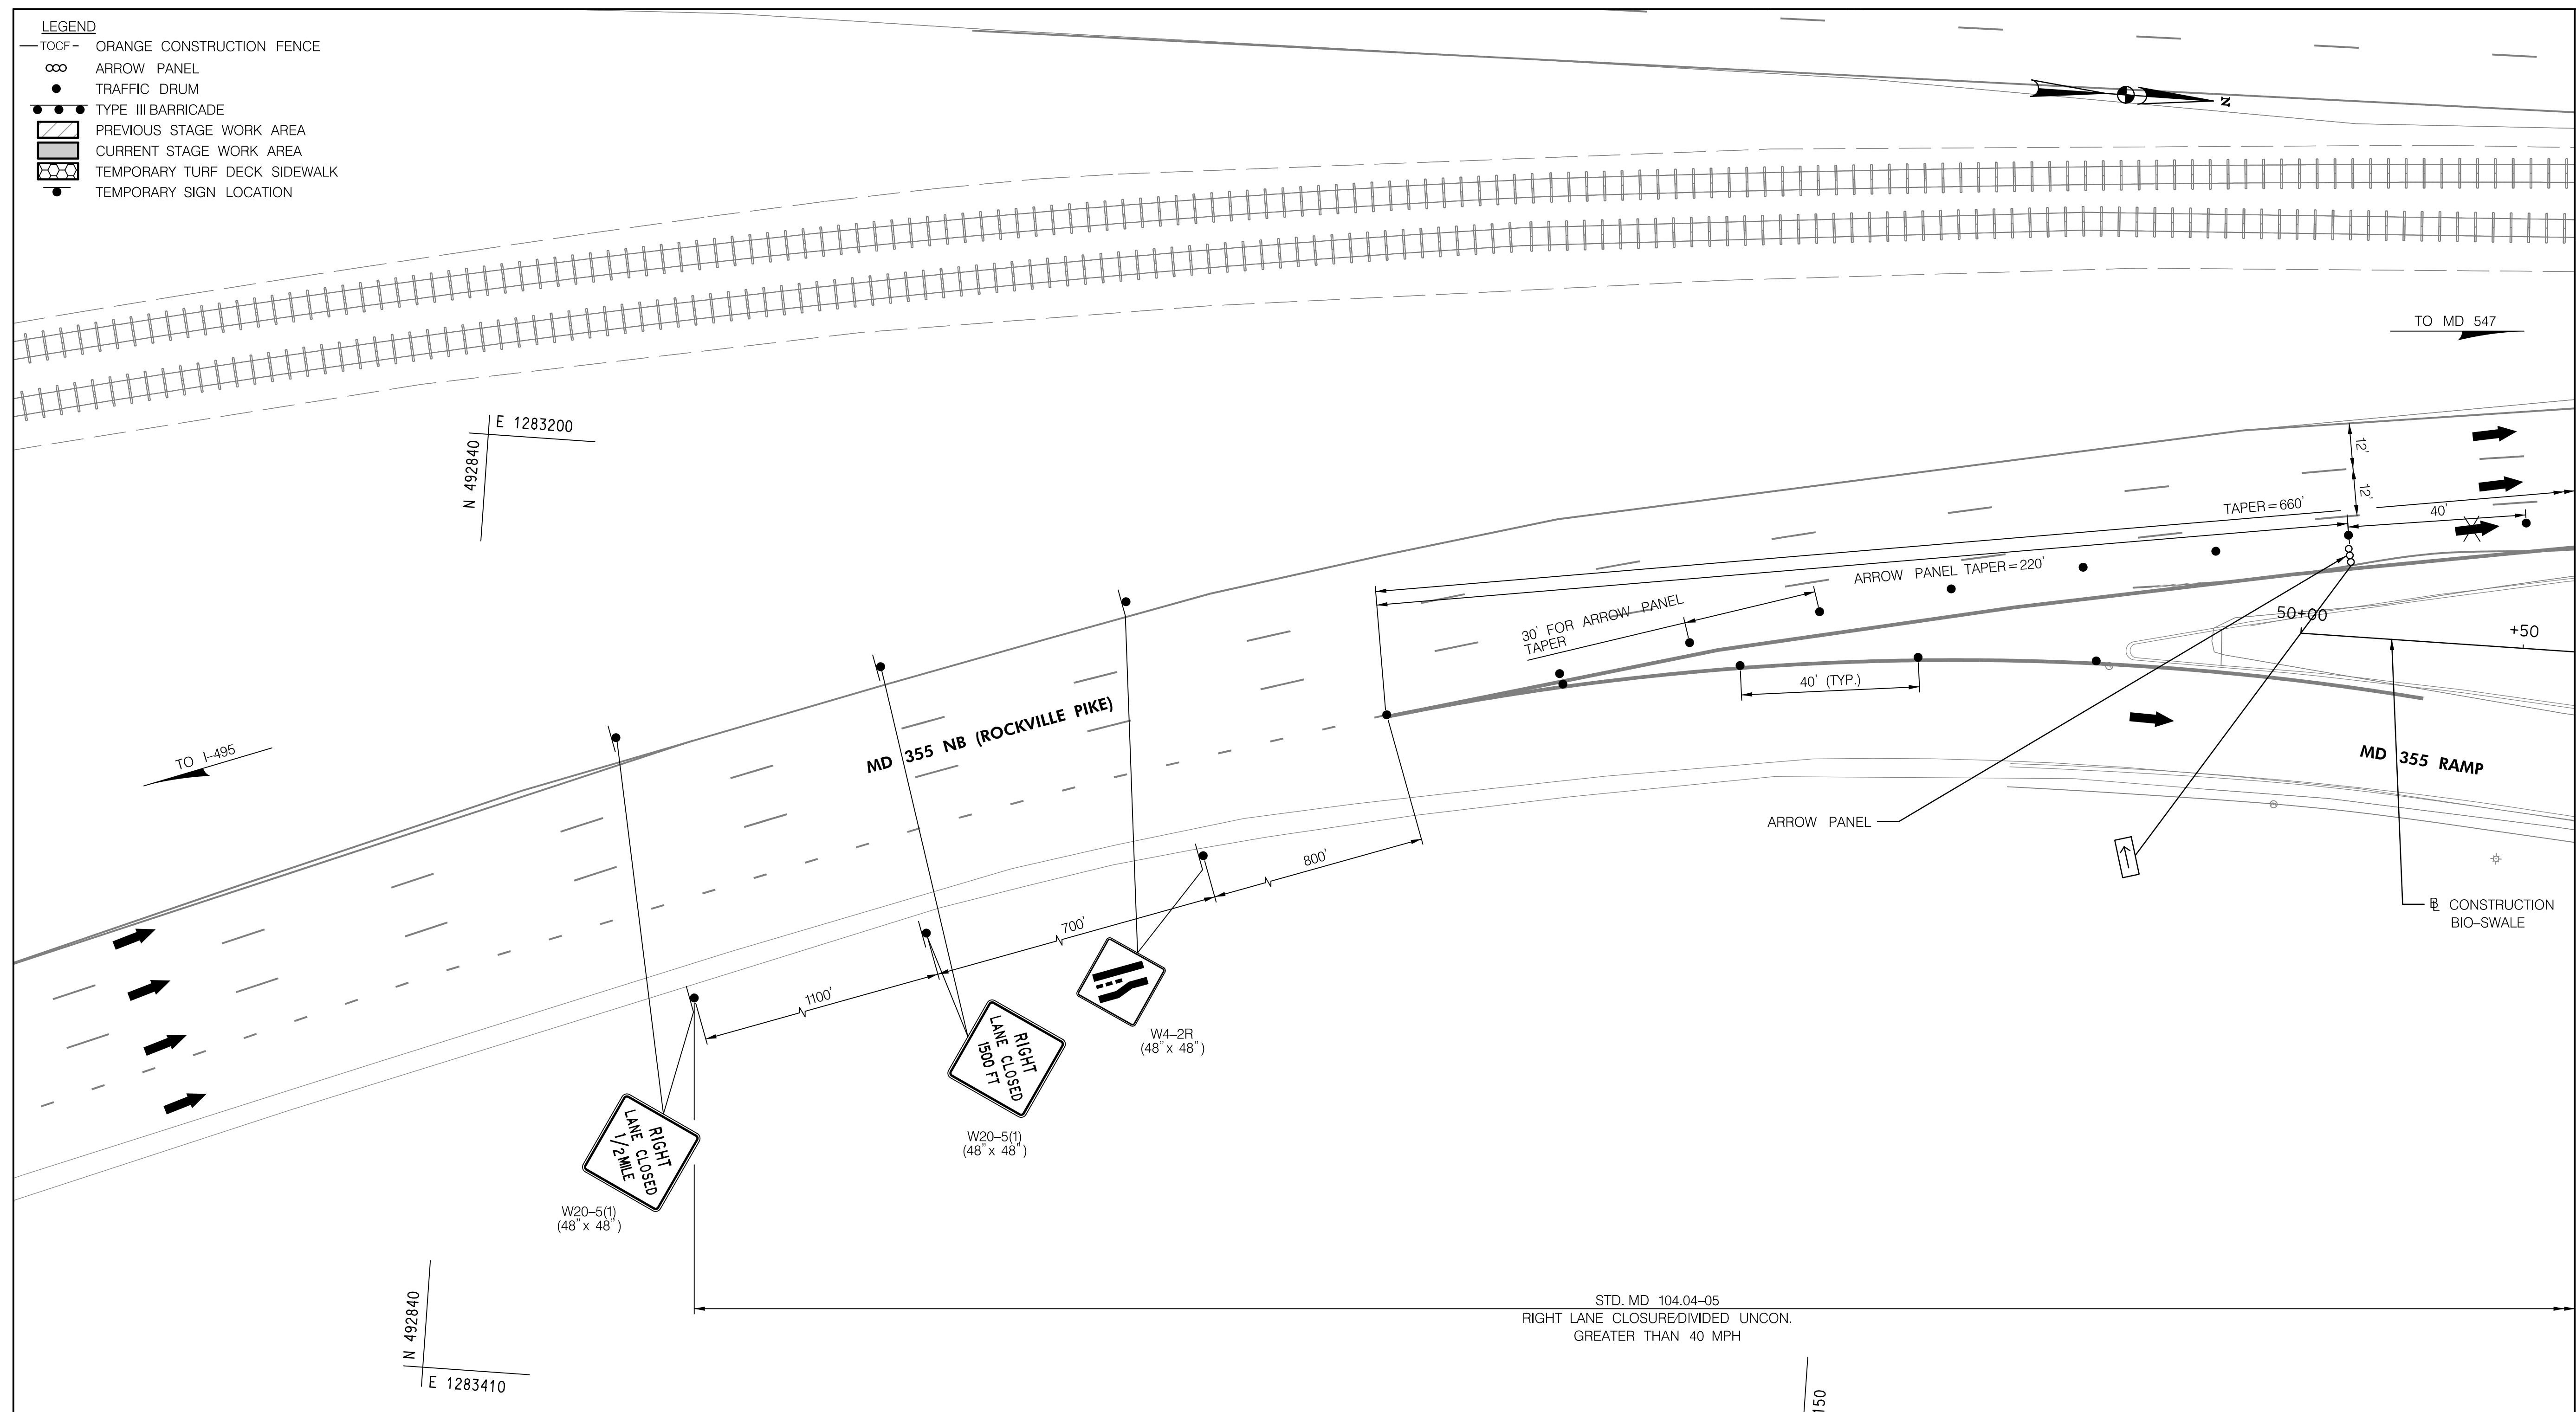 LEGEND
TOCF ORANGE CONSTRUCTION FENCE
ARROW PANEL
TRAFFIC DRUM
TYPE III BARRICADE
PREVIOUS STAGE WORK AREA
CURRENT STAGE WORK AREA
TEMPORARY TURF DECK SIDEWALK
TEMPORARY SIGN LOCATION
N
TO MD 547
E 1283200
N 492840
12'
12'
TAPER=660'
40'
ARROW PANEL TAPER=220'
30' FOR ARROW PANEL
TAPER
50+00
+50
40' (TYP.)
MD 355 NB (ROCKVILLE PIKE)
TO I-495
MD 355 RAMP
ARROW PANEL
800'
700'
1100'
BL CONSTRUCTION
BIO-SWALE
W4-2R
(48"x 48")
RIGHT
LANE CLOSED
1500 FT
W20-5(1)
(48"x 48")
RIGHT
LANE CLOSED
1/2 MILE
W20-5(1)
(48"x 48")
STD. MD 104.04-05
RIGHT LANE CLOSURE/DIVIDED UNCON.
GREATER THAN 40 MPH
N 492840
E 1283410
150